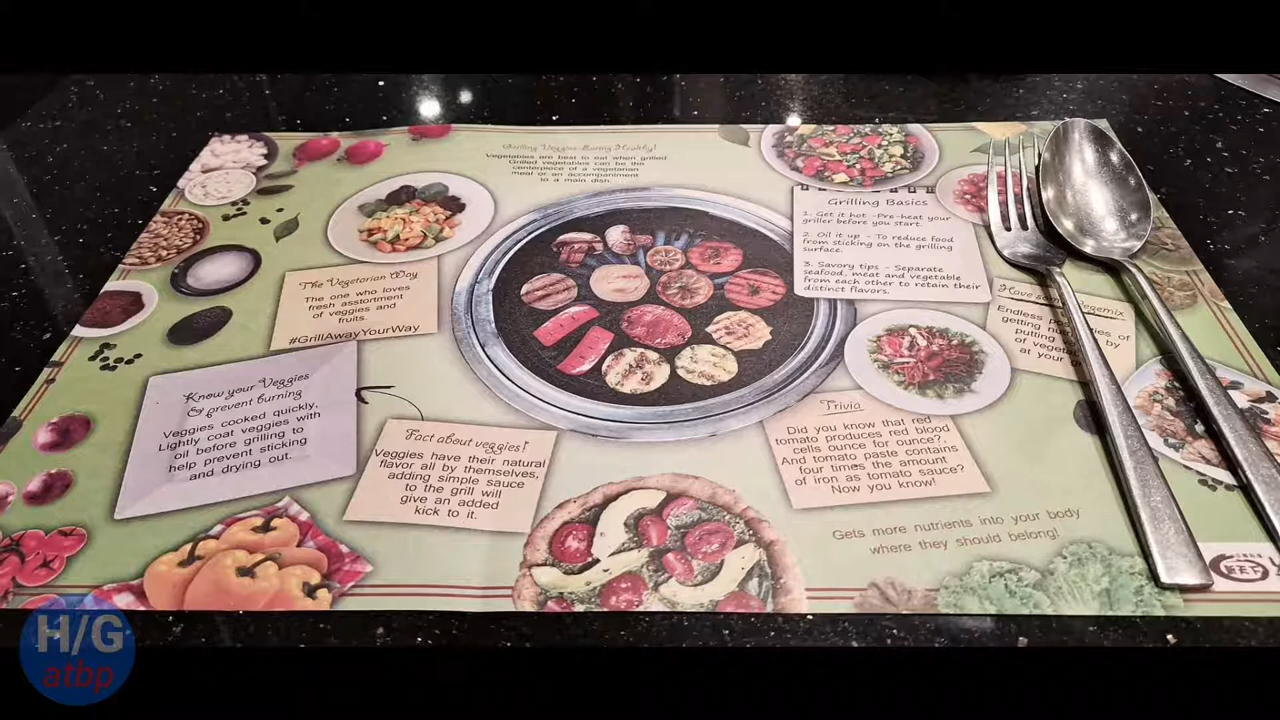 Grilling Veggies-Eating Healthy!
Vegetables are best to eat when grilled
Grilled vegetables can be the
centerpiece of a vegetarian
meal or an accompaniment
to a main dish.
Grilling Basics
1. Get it hot -Pre-heat your
griller before you start.
2. Oil it up - To reduce food
from sticking on the grilling
surface.
3. Savory tips - Separate
seafood, meat and vegetable
from each other to retain their
distinct flavors.
The Vegetarian Way
The one who loves
fresh asstortment
of veggies and
fruits.
#GrillAwayYourWay
Have some
Endless
getting
putting
of
at your
Know your Veggies
& prevent burning
Veggies cooked quickly,
Lightly coat veggies with
oil before grilling to
help prevent sticking
and drying out.
Fact about veggies!
Veggies have their natural
flavor all by themselves,
adding simple sauce
to the grill will
give an added
kick to it.
Trivia
Did you know that red
tomato produces red blood
cells ounce for ounce?.
And tomato paste contains
four times the amount
of iron as tomato sauce?
Now you know!
Gets more nutrients into your body
where they should belong!
H/G
atbp